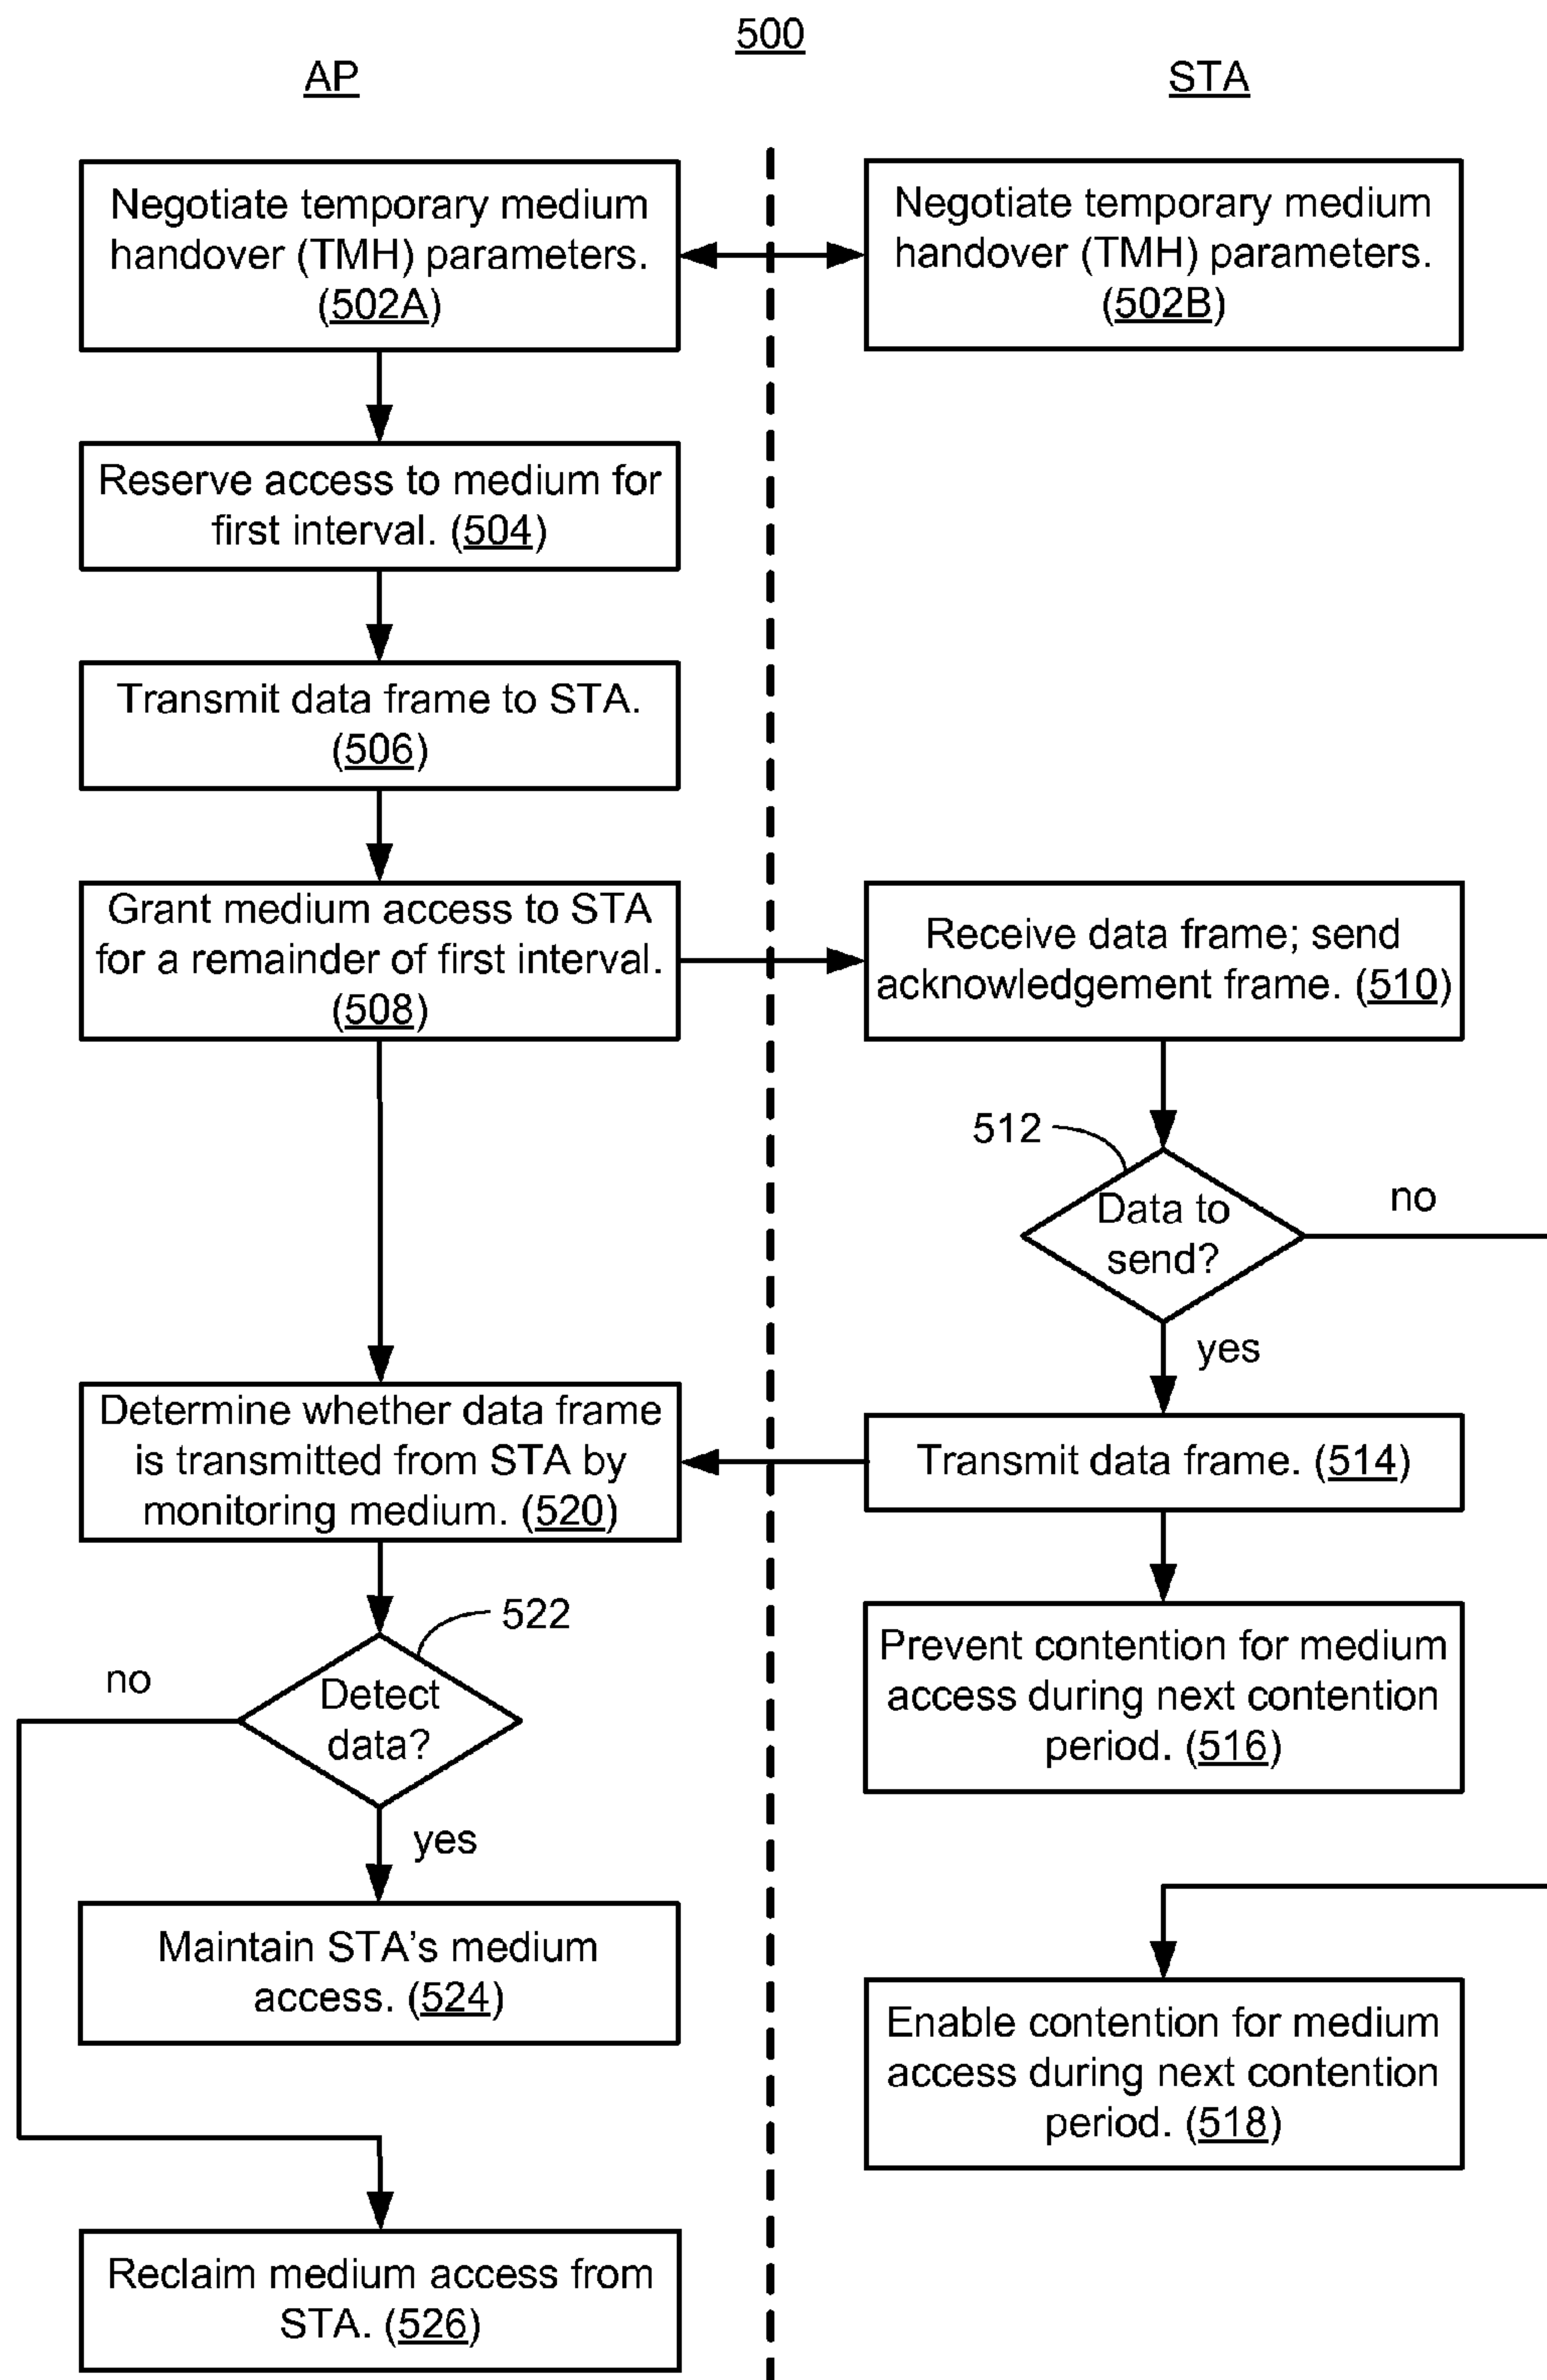 500
AP
STA
Negotiate temporary medium
handover (TMH) parameters.
(502A)
Negotiate temporary medium
handover (TMH) parameters.
(502B)
Reserve access to medium for
first interval. (504)
Transmit data frame to STA.
(506)
Grant medium access to STA
for a remainder of first interval.
(508)
Receive data frame; send
acknowledgement frame. (510)
512
Data to
send?
no
yes
Determine whether data frame
is transmitted from STA by
monitoring medium. (520)
Transmit data frame. (514)
522
Detect
data?
no
yes
Prevent contention for medium
access during next contention
period. (516)
Maintain STA's medium
access. (524)
Enable contention for medium
access during next contention
period. (518)
Reclaim medium access from
STA. (526)